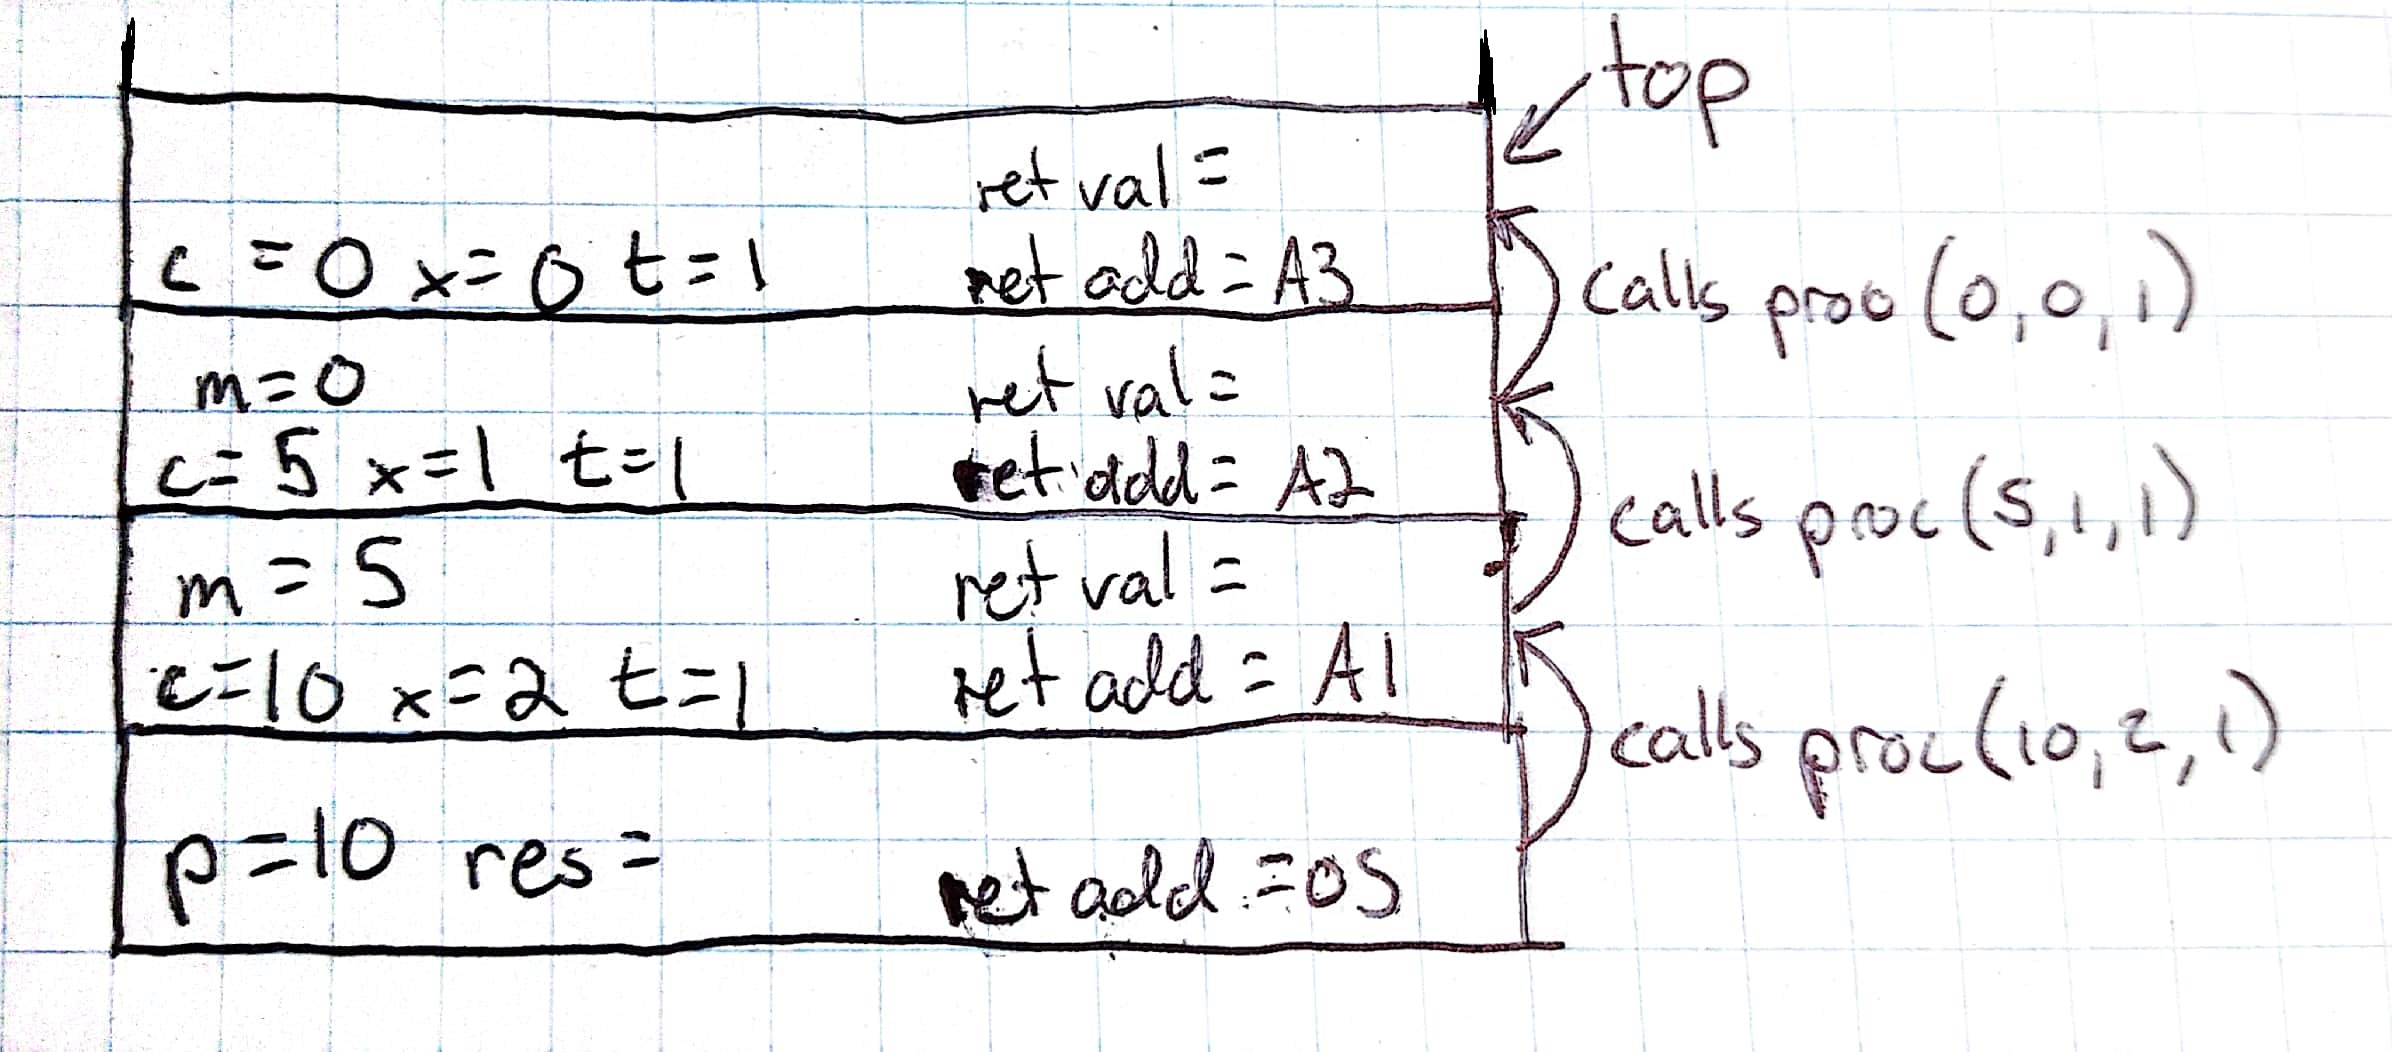 top
ret val =
c = 0 x = 0 t = 1 ret add = A3
calls proc (0, 0, 1)
m = 0 ret val =
c = 5 x = 1 t = 1 ret add = A2
calls proc (5, 1, 1)
m = 5 ret val =
c = 10 x = 2 t = 1 ret add = A1
calls proc (10, 2, 1)
p = 10 res = ret add = OS